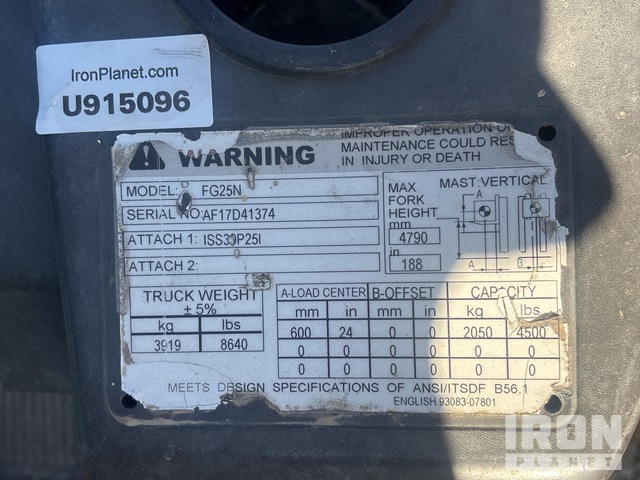 IronPlanet.com
U915096
WARNING
IMPROPER OPERATION OR
MAINTENANCE COULD RES
IN INJURY OR DEATH
MODEL: FG25N
SERIAL NO: AF17D41374
ATTACH 1:
ATTACH 2:
MAX
FORK
HEIGHT
mm
4790
in
188
MAST:VERTICAL
A
A
B
TRUCK WEIGHT
± 5%
kg lbs
3919 8640
A-LOAD CENTER B-OFFSET CAPACITY
mm in mm in kg lbs
600 24 0 0 2050 4500
0 0 0 0 0 0
0 0 0 0 0 0
MEETS DESIGN SPECIFICATIONS OF ANSI/ITSDF B56.1
ENGLISH 93083-07801
IRON
PLANET